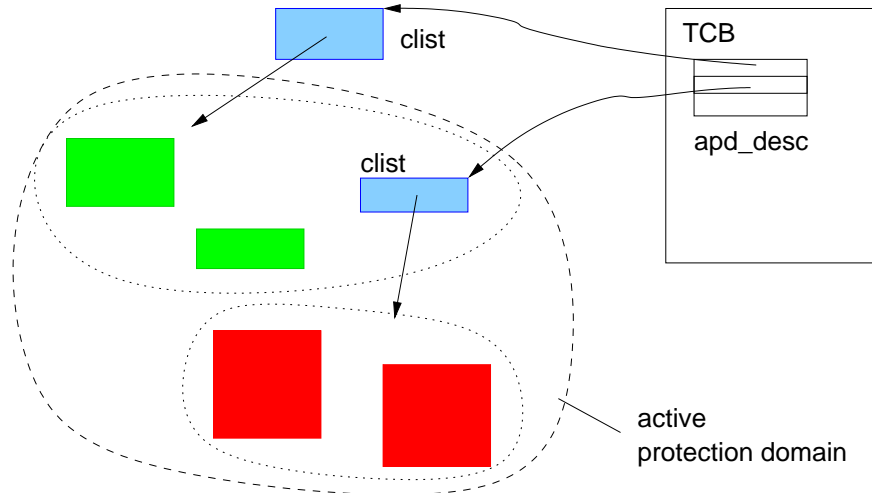 TCB
clist
apd_desc
clist
active
protection domain